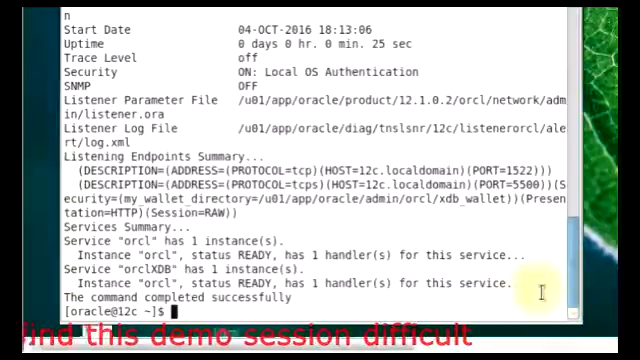 n
Start Date 04-OCT-2016 18:13:06
Uptime 0 days 0 hr. 0 min. 25 sec
Trace Level off
Security ON: Local OS Authentication
SNMP OFF
Listener Parameter File /u01/app/oracle/product/12.1.0.2/orcl/network/adm
in/listener.ora
Listener Log File /u01/app/oracle/diag/tnslsnr/12c/listenerorcl/ale
rt/log.xml
Listening Endpoints Summary...
(DESCRIPTION=(ADDRESS=(PROTOCOL=tcp)(HOST=12c.localdomain)(PORT=1522)))
(DESCRIPTION=(ADDRESS=(PROTOCOL=tcps)(HOST=12c.localdomain)(PORT=5500))(S
ecurity=(my_wallet_directory=/u01/app/oracle/admin/orcl/xdb_wallet))(Presen
tation=HTTP)(Session=RAW))
Services Summary...
Service "orcl" has 1 instance(s).
Instance "orcl", status READY, has 1 handler(s) for this service...
Service "orclXDB" has 1 instance(s).
Instance "orcl", status READY, has 1 handler(s) for this service.
The command completed successfully
[oracle@12c ~]$
find this demo session difficult